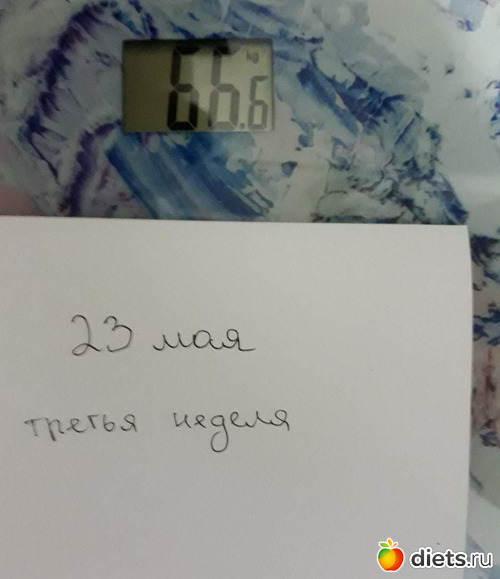 66.6 kg
23 мая
третья неделя
diets.ru